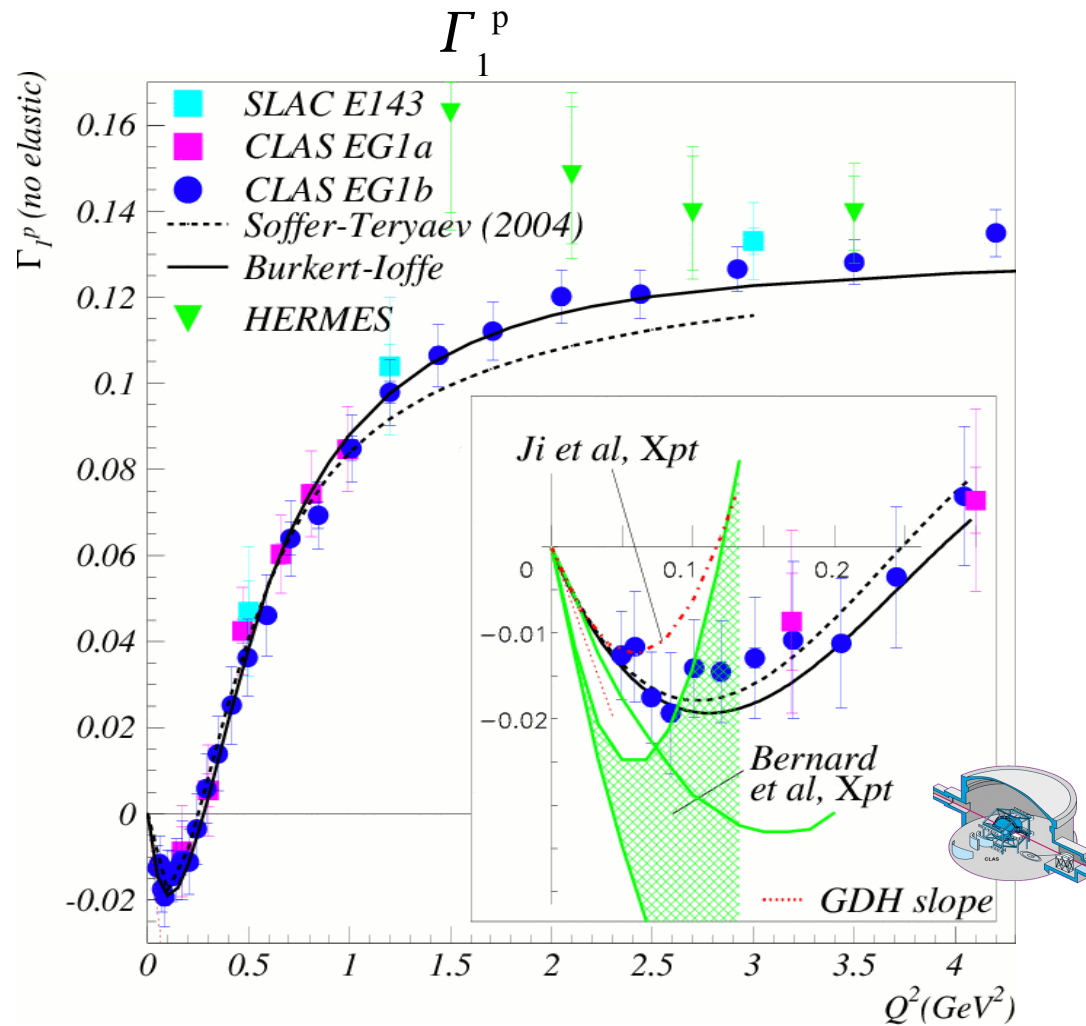 Γ₁ᵖ
Γ₁ᵖ (no elastic)
SLAC E143
CLAS EG1a
CLAS EG1b
Soffer-Teryaev (2004)
Burkert-Ioffe
HERMES
0.16
0.14
0.12
0.1
0.08
0.06
0.04
0.02
0
-0.02
Ji et al, Xpt
0
0.1
0.2
−0.01
−0.02
Bernard
et al, Xpt
GDH slope
CLAS
0 0.5 1 1.5 2 2.5 3 3.5 4
Q²(GeV²)